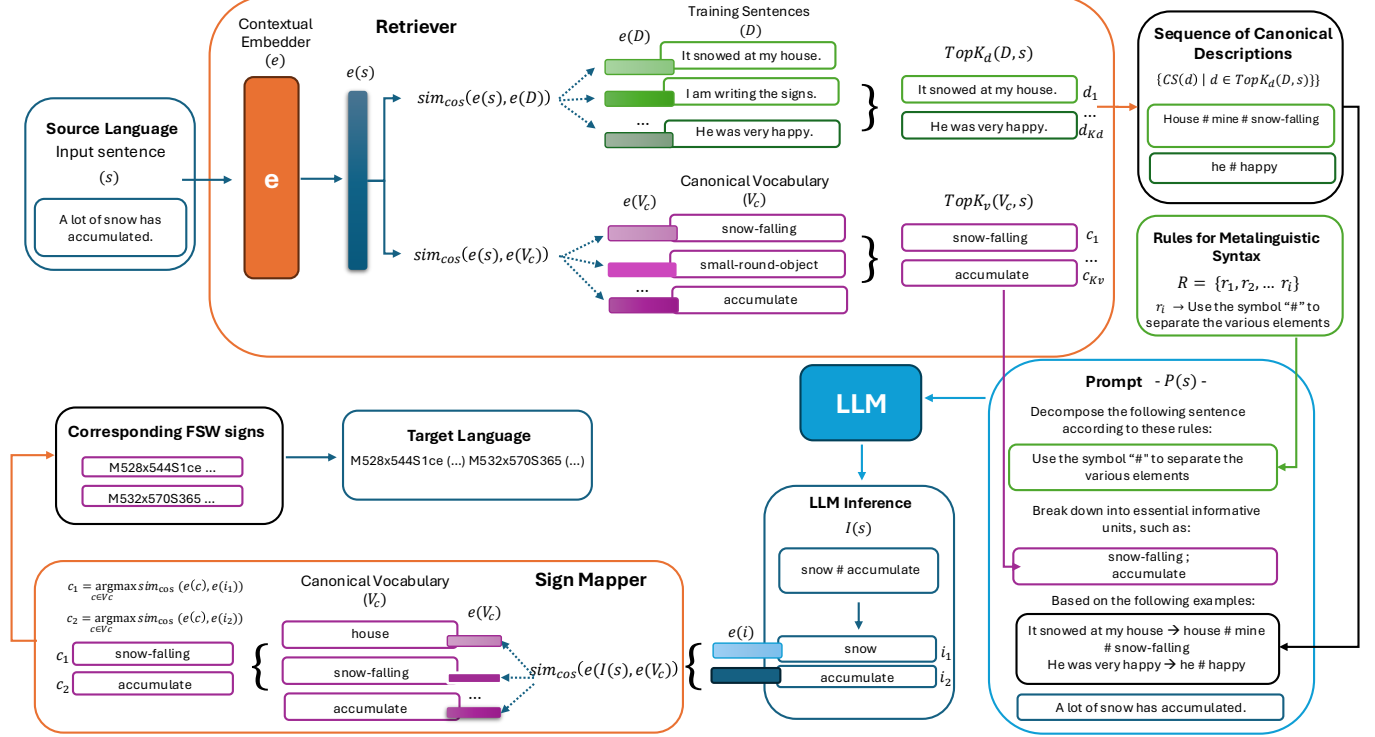 Source Language
Input sentence
(s)
A lot of snow has
accumulated.
Contextual
Embedder
(e)
e
Retriever
e(s)
sim_cos(e(s), e(D))
sim_cos(e(s), e(V_c))
Training Sentences
(D)
e(D)
It snowed at my house.
I am writing the signs.
...
He was very happy.
}
TopK_d(D, s)
It snowed at my house.
d_1
...
He was very happy.
d_Kd
Canonical Vocabulary
(V_c)
e(V_c)
snow-falling
small-round-object
...
accumulate
}
TopK_v(V_c, s)
snow-falling
c_1
...
accumulate
c_Kv
Sequence of Canonical
Descriptions
{CS(d) | d ∈ TopK_d(D, s)}}
House # mine # snow-falling
he # happy
Rules for Metalinguistic
Syntax
R = {r_1, r_2, … r_i}
r_i → Use the symbol “#” to
separate the various elements
Prompt - P(s) -
Decompose the following sentence
according to these rules:
Use the symbol “#” to separate the
various elements
Break down into essential informative
units, such as:
snow-falling ;
accumulate
Based on the following examples:
It snowed at my house → house # mine
# snow-falling
He was very happy → he # happy
A lot of snow has accumulated.
LLM
LLM Inference
I(s)
snow # accumulate
e(i)
snow
i_1
accumulate
i_2
{
Sign Mapper
sim_cos(e(I(s), e(V_c))
Canonical Vocabulary
(V_c)
e(V_c)
house
snow-falling
...
accumulate
{
c_1 = argmax sim_cos (e(c), e(i_1))
c∈Vc
c_2 = argmax sim_cos (e(c), e(i_2))
c∈Vc
c_1 snow-falling
c_2 accumulate
Corresponding FSW signs
M528x544S1ce ...
M532x570S365 ...
Target Language
M528x544S1ce (...) M532x570S365 (...)